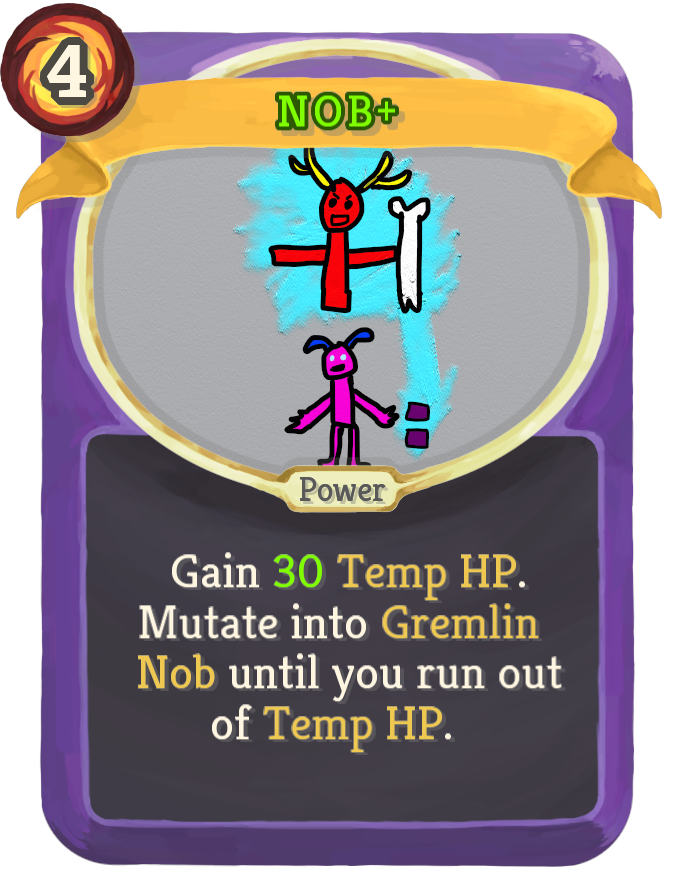 4
NOB+
Power
Gain 30 Temp HP.
Mutate into Gremlin
Nob until you run out
of Temp HP.